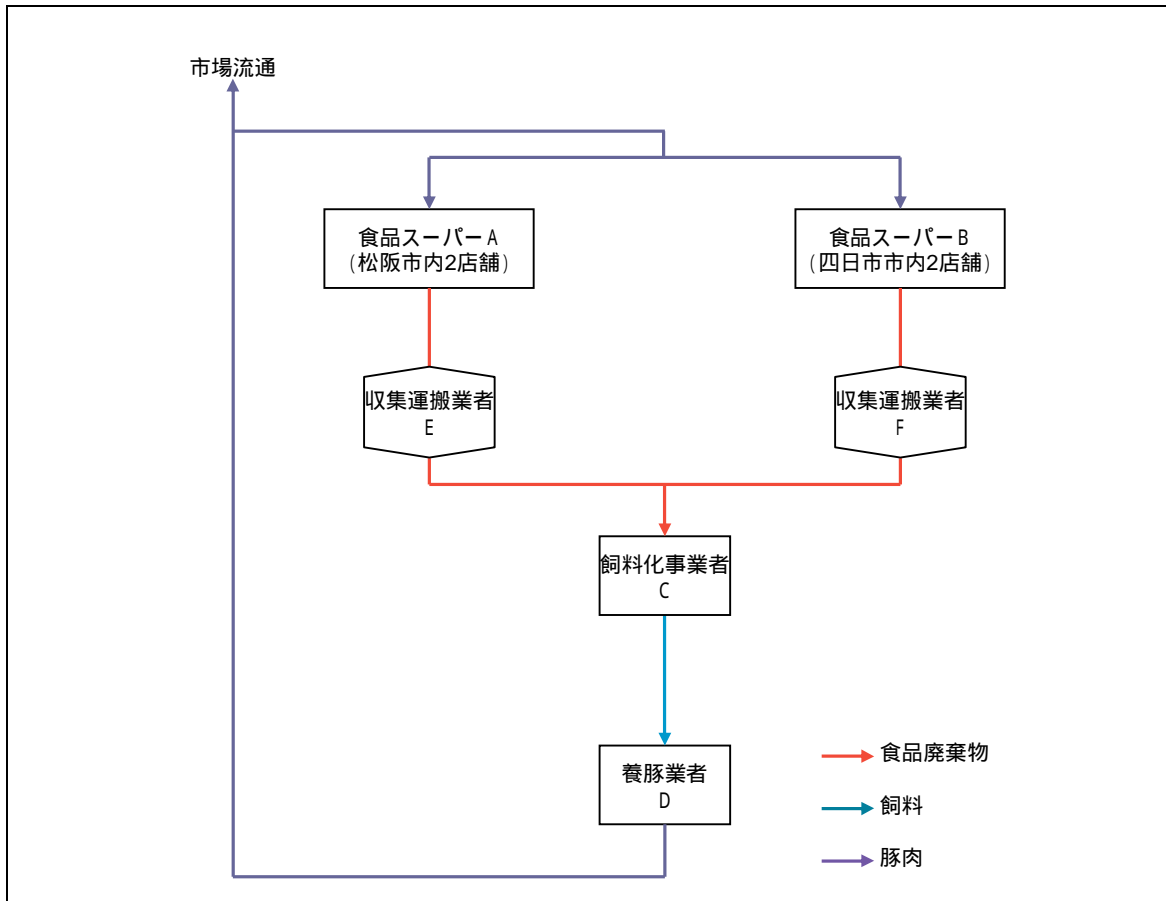 市場流通
食品スーパーA
(松阪市内2店舗)
食品スーパーB
(四日市市内2店舗)
収集運搬業者
E
収集運搬業者
F
飼料化事業者
C
養豚業者
D
食品廃棄物
飼料
豚肉